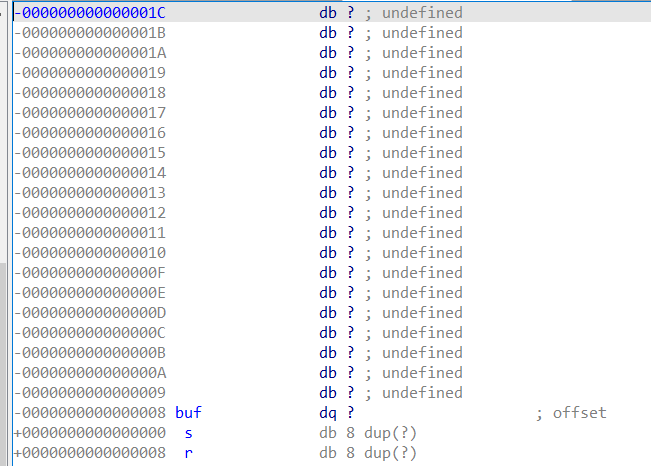 -000000000000001C db ? ; undefined
-000000000000001B db ? ; undefined
-000000000000001A db ? ; undefined
-0000000000000019 db ? ; undefined
-0000000000000018 db ? ; undefined
-0000000000000017 db ? ; undefined
-0000000000000016 db ? ; undefined
-0000000000000015 db ? ; undefined
-0000000000000014 db ? ; undefined
-0000000000000013 db ? ; undefined
-0000000000000012 db ? ; undefined
-0000000000000011 db ? ; undefined
-0000000000000010 db ? ; undefined
-000000000000000F db ? ; undefined
-000000000000000E db ? ; undefined
-000000000000000D db ? ; undefined
-000000000000000C db ? ; undefined
-000000000000000B db ? ; undefined
-000000000000000A db ? ; undefined
-0000000000000009 db ? ; undefined
-0000000000000008 buf dq ? ; offset
+0000000000000000 s db 8 dup(?)
+0000000000000008 r db 8 dup(?)